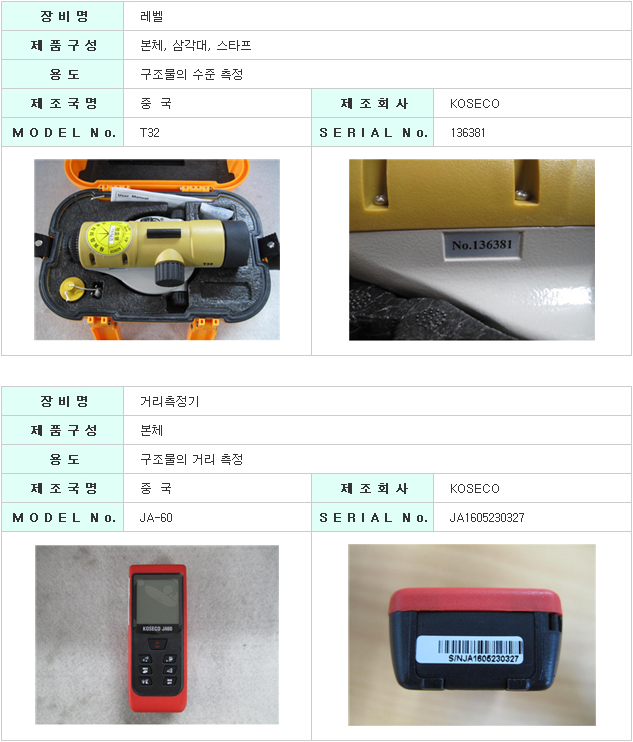 장 비 명 레벨
제 품 구 성 본체, 삼각대, 스타프
용 도 구조물의 수준 측정
제 조 국 명 중 국 제 조 회 사 KOSECO
M O D E L N o. T32 S E R I A L N o. 136381
User Manual
T32
No.136381
장 비 명 거리측정기
제 품 구 성 본체
용 도 구조물의 거리 측정
제 조 국 명 중 국 제 조 회 사 KOSECO
M O D E L N o. JA-60 S E R I A L N o. JA1605230327
KOSECO JA60
S/NJA1605230327